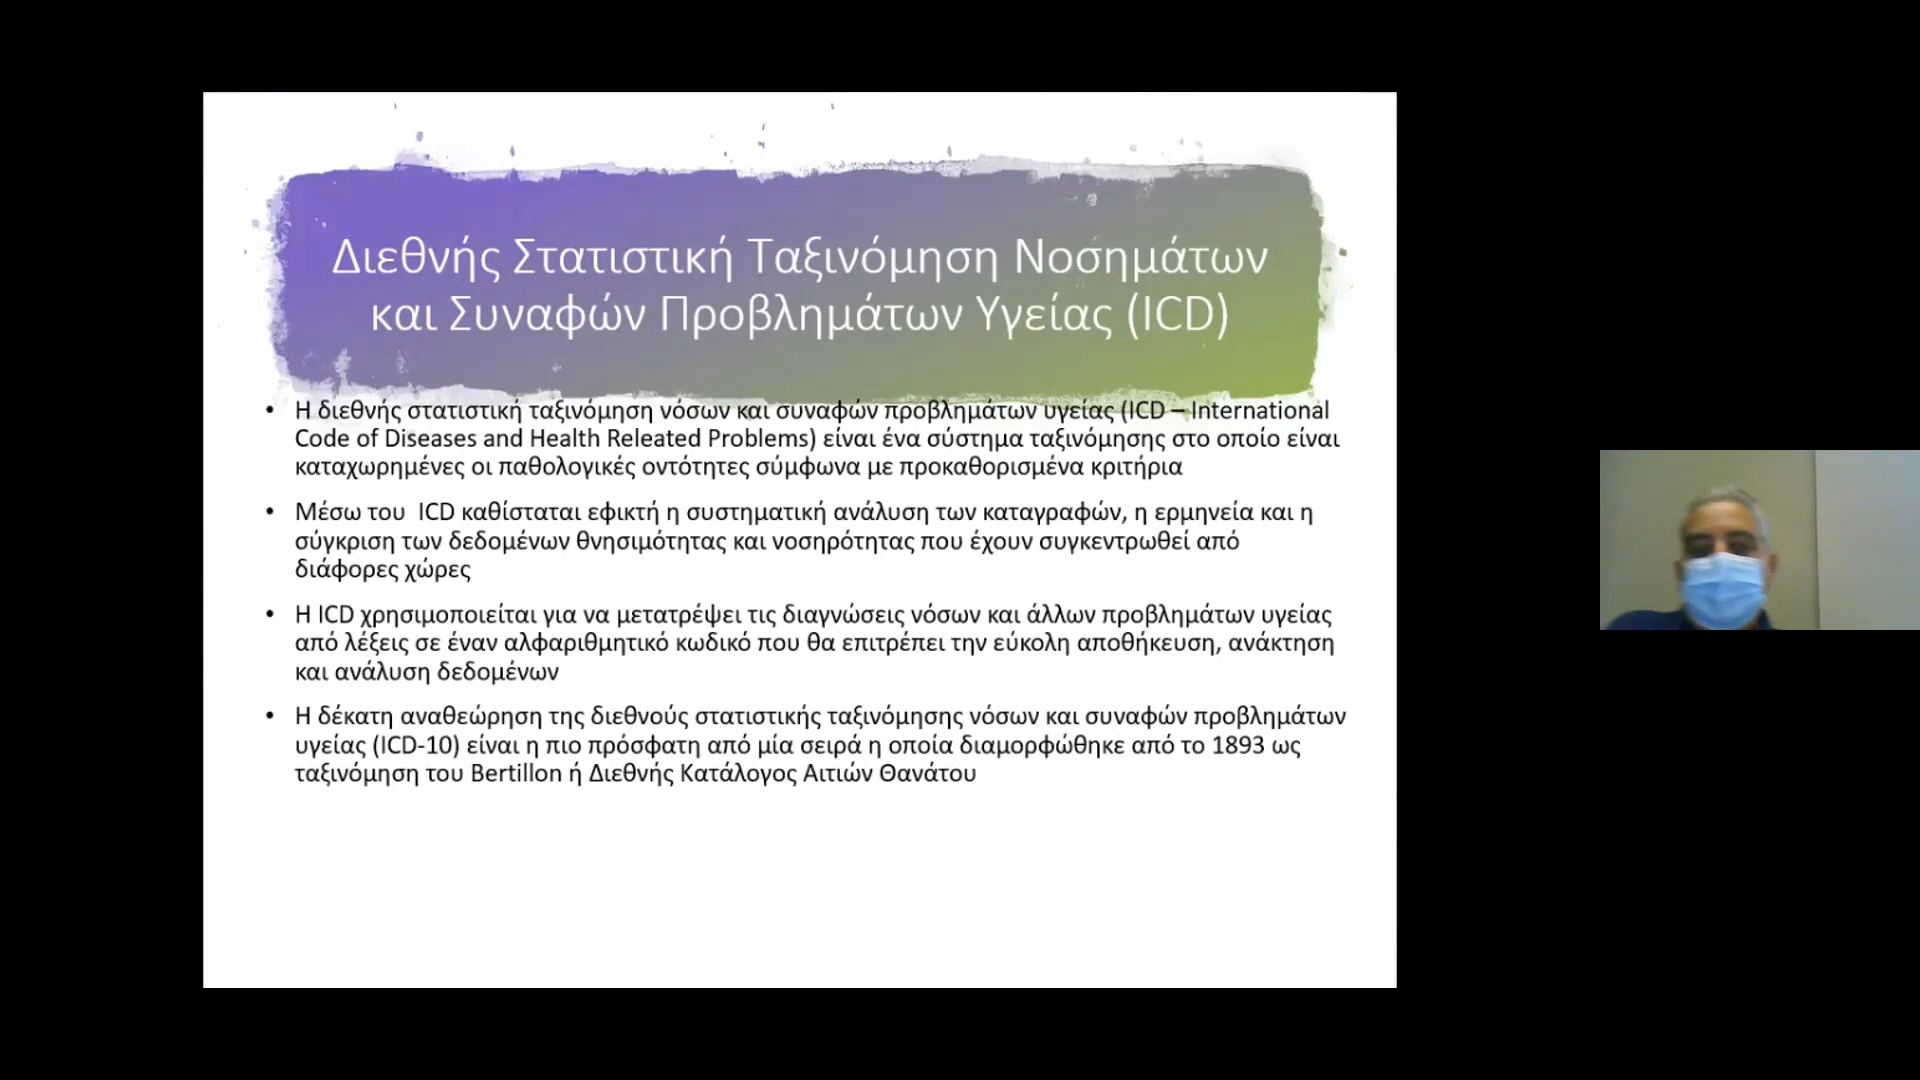 Διεθνής Στατιστική Ταξινόμηση Νοσημάτων
και Συναφών Προβλημάτων Υγείας (ICD)
• Η διεθνής στατιστική ταξινόμηση νόσων και συναφών προβλημάτων υγείας (ICD – International
Code of Diseases and Health Releated Problems) είναι ένα σύστημα ταξινόμησης στο οποίο είναι
καταχωρημένες οι παθολογικές οντότητες σύμφωνα με προκαθορισμένα κριτήρια
• Μέσω του ICD καθίσταται εφικτή η συστηματική ανάλυση των καταγραφών, η ερμηνεία και η
σύγκριση των δεδομένων θνησιμότητας και νοσηρότητας που έχουν συγκεντρωθεί από
διάφορες χώρες
• Η ICD χρησιμοποιείται για να μετατρέψει τις διαγνώσεις νόσων και άλλων προβλημάτων υγείας
από λέξεις σε έναν αλφαριθμητικό κωδικό που θα επιτρέπει την εύκολη αποθήκευση, ανάκτηση
και ανάλυση δεδομένων
• Η δέκατη αναθεώρηση της διεθνούς στατιστικής ταξινόμησης νόσων και συναφών προβλημάτων
υγείας (ICD-10) είναι η πιο πρόσφατη από μία σειρά η οποία διαμορφώθηκε από το 1893 ως
ταξινόμηση του Bertillon ή Διεθνής Κατάλογος Αιτιών Θανάτου